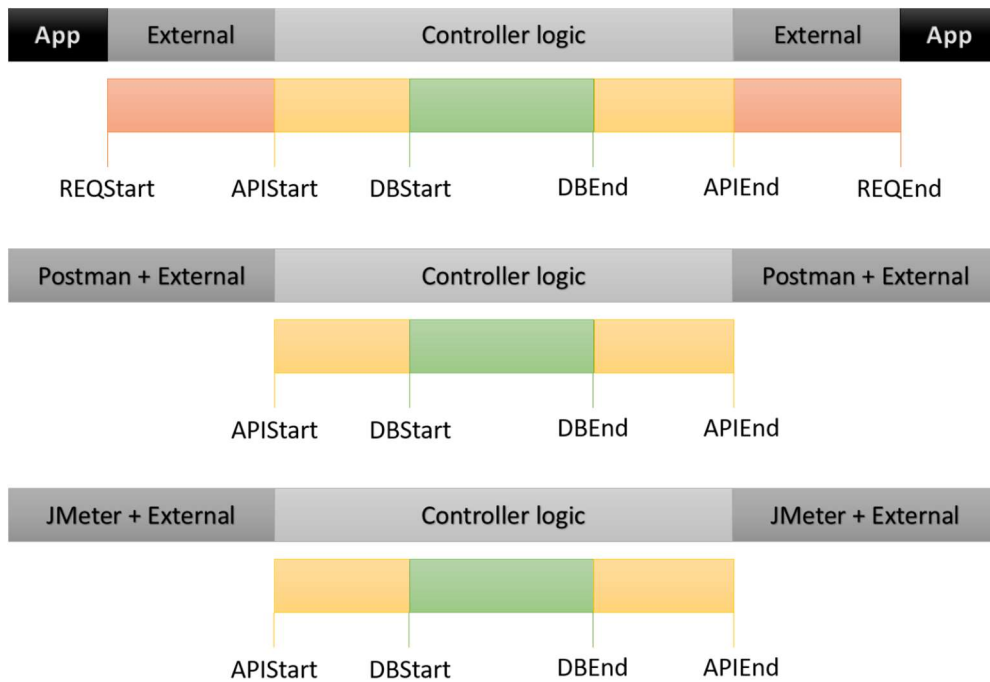 App External Controller logic External App
REQStart APIStart DBStart DBEnd APIEnd REQEnd
Postman + External Controller logic Postman + External
APIStart DBStart DBEnd APIEnd
JMeter + External Controller logic JMeter + External
APIStart DBStart DBEnd APIEnd